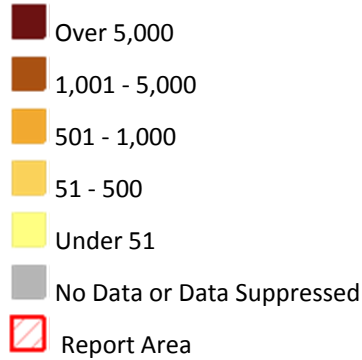 Over 5,000
1,001 - 5,000
501 - 1,000
51 - 500
Under 51
No Data or Data Suppressed
Report Area